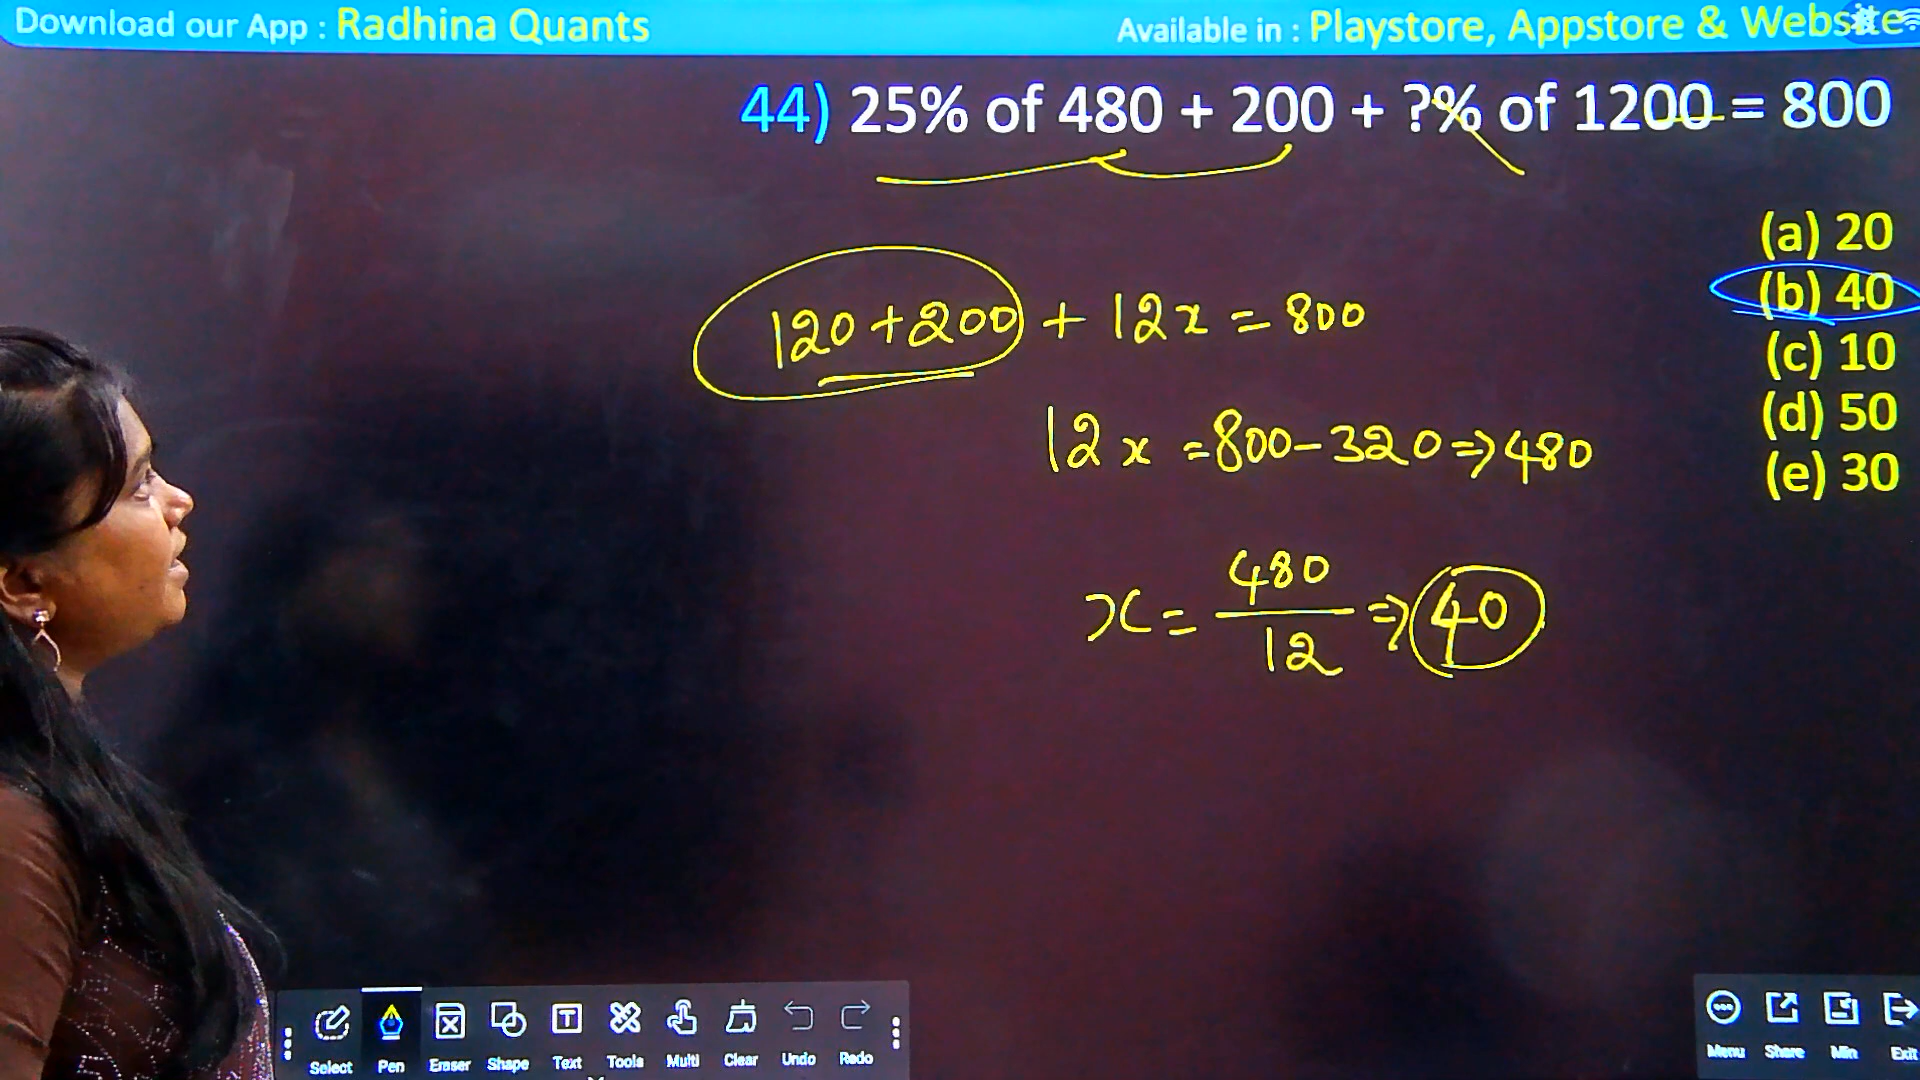 Download our App : Radhina Quants
Available in : Playstore, Appstore & Website
44) 25% of 480 + 200 + ?% of 1200 = 800
(a) 20
(b) 40
(c) 10
(d) 50
(e) 30
120 + 200 + 12x = 800
12x = 800 - 320 ⇒ 480
x = 480/12 ⇒ 40
Select Pen Eraser Shape Text Tools Multi Clear Undo Redo
Menu Share Min Exit